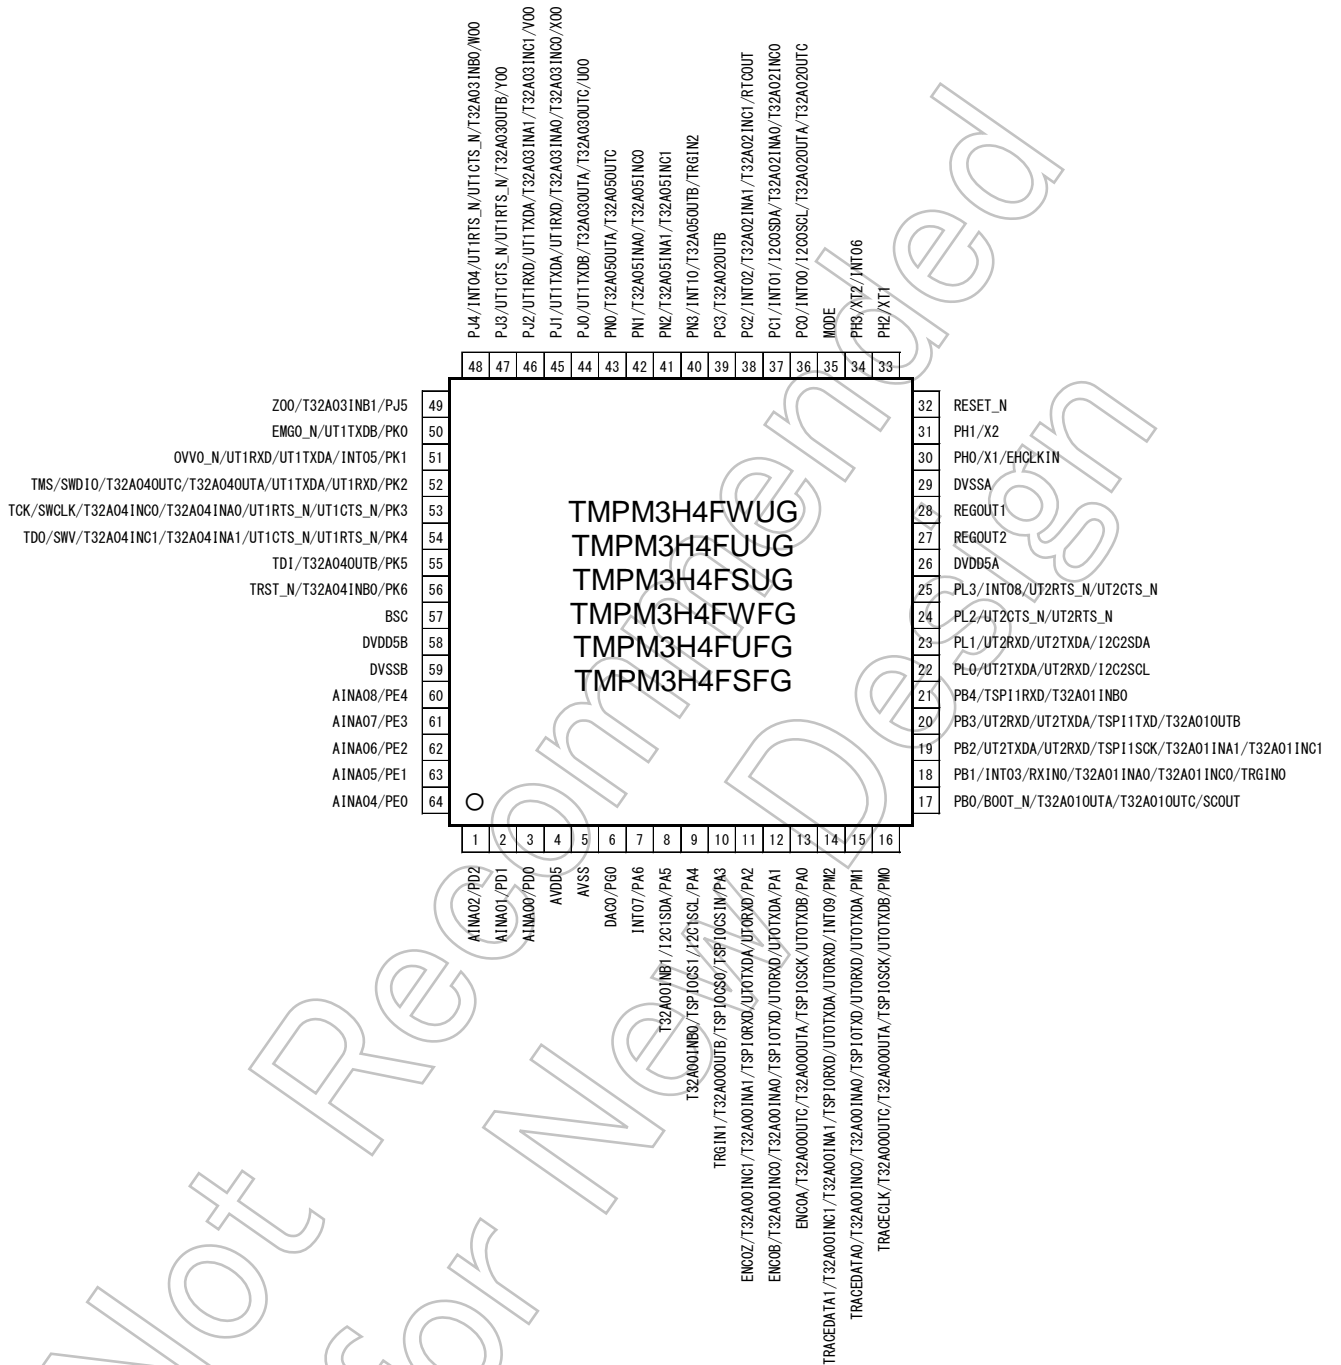 PJ4/INT04/UT1RTS_N/UT1CTS_N/T32A03INB0/WO0
PJ3/UT1CTS_N/UT1RTS_N/T32A03OUTB/YO0
PJ2/UT1RXD/UT1TXDA/T32A03INA1/T32A03INC1/VO0
PJ1/UT1TXDA/UT1RXD/T32A03INA0/T32A03INC0/XO0
PJ0/UT1TXDB/T32A03OUTA/T32A03OUTC/UO0
PN0/T32A05OUTA/T32A05OUTC
PN1/T32A05INA0/T32A05INC0
PN2/T32A05INA1/T32A05INC1
PN3/INT10/T32A05OUTB/TRGIN2
PC3/T32A02OUTB
PC2/INT02/T32A02INA1/T32A02INC1/RTCOUT
PC1/INT01/I2C0SDA/T32A02INA0/T32A02INC0
PC0/INT00/I2C0SCL/T32A02OUTA/T32A02OUTC
MODE
PH3/XT2/INT06
PH2/XT1
48 47 46 45 44 43 42 41 40 39 38 37 36 35 34 33
ZO0/T32A03INB1/PJ5 49
EMG0_N/UT1TXDB/PK0 50
OVV0_N/UT1RXD/UT1TXDA/INT05/PK1 51
TMS/SWDIO/T32A04OUTC/T32A04OUTA/UT1TXDA/UT1RXD/PK2 52
TCK/SWCLK/T32A04INC0/T32A04INA0/UT1RTS_N/UT1CTS_N/PK3 53
TDO/SWV/T32A04INC1/T32A04INA1/UT1CTS_N/UT1RTS_N/PK4 54
TDI/T32A04OUTB/PK5 55
TRST_N/T32A04INB0/PK6 56
BSC 57
DVDD5B 58
DVSSB 59
AINA08/PE4 60
AINA07/PE3 61
AINA06/PE2 62
AINA05/PE1 63
AINA04/PE0 64
TMPM3H4FWUG
TMPM3H4FUUG
TMPM3H4FSUG
TMPM3H4FWFG
TMPM3H4FUFG
TMPM3H4FSFG
32 RESET_N
31 PH1/X2
30 PH0/X1/EHCLKIN
29 DVSSA
28 REGOUT1
27 REGOUT2
26 DVDD5A
25 PL3/INT08/UT2RTS_N/UT2CTS_N
24 PL2/UT2CTS_N/UT2RTS_N
23 PL1/UT2RXD/UT2TXDA/I2C2SDA
22 PL0/UT2TXDA/UT2RXD/I2C2SCL
21 PB4/TSPI1RXD/T32A01INB0
20 PB3/UT2RXD/UT2TXDA/TSPI1TXD/T32A01OUTB
19 PB2/UT2TXDA/UT2RXD/TSPI1SCK/T32A01INA1/T32A01INC1
18 PB1/INT03/RXIN0/T32A01INA0/T32A01INC0/TRGIN0
17 PB0/BOOT_N/T32A01OUTA/T32A01OUTC/SCOUT
1 2 3 4 5 6 7 8 9 10 11 12 13 14 15 16
AINA02/PD2
AINA01/PD1
AINA00/PD0
AVDD5
AVSS
DAC0/PG0
INT07/PA6
T32A00INB1/I2C1SDA/PA5
T32A00INB0/TSPI0CS1/I2C1SCL/PA4
TRGIN1/T32A00OUTB/TSPI0CS0/TSPI0CSIN/PA3
ENC0Z/T32A00INC1/T32A00INA1/TSPI0RXD/UT0TXDA/UT0RXD/PA2
ENC0B/T32A00INC0/T32A00INA0/TSPI0TXD/UT0RXD/UT0TXDA/PA1
ENC0A/T32A00OUTC/T32A00OUTA/TSPI0SCK/UT0TXDB/PA0
TRACEDATA1/T32A00INC1/T32A00INA1/TSPI0RXD/UT0TXDA/UT0RXD/INT09/PM2
TRACEDATA0/T32A00INC0/T32A00INA0/TSPI0TXD/UT0RXD/UT0TXDA/PM1
TRACECLK/T32A00OUTC/T32A00OUTA/TSPI0SCK/UT0TXDB/PM0
Not Recommended
for New Design